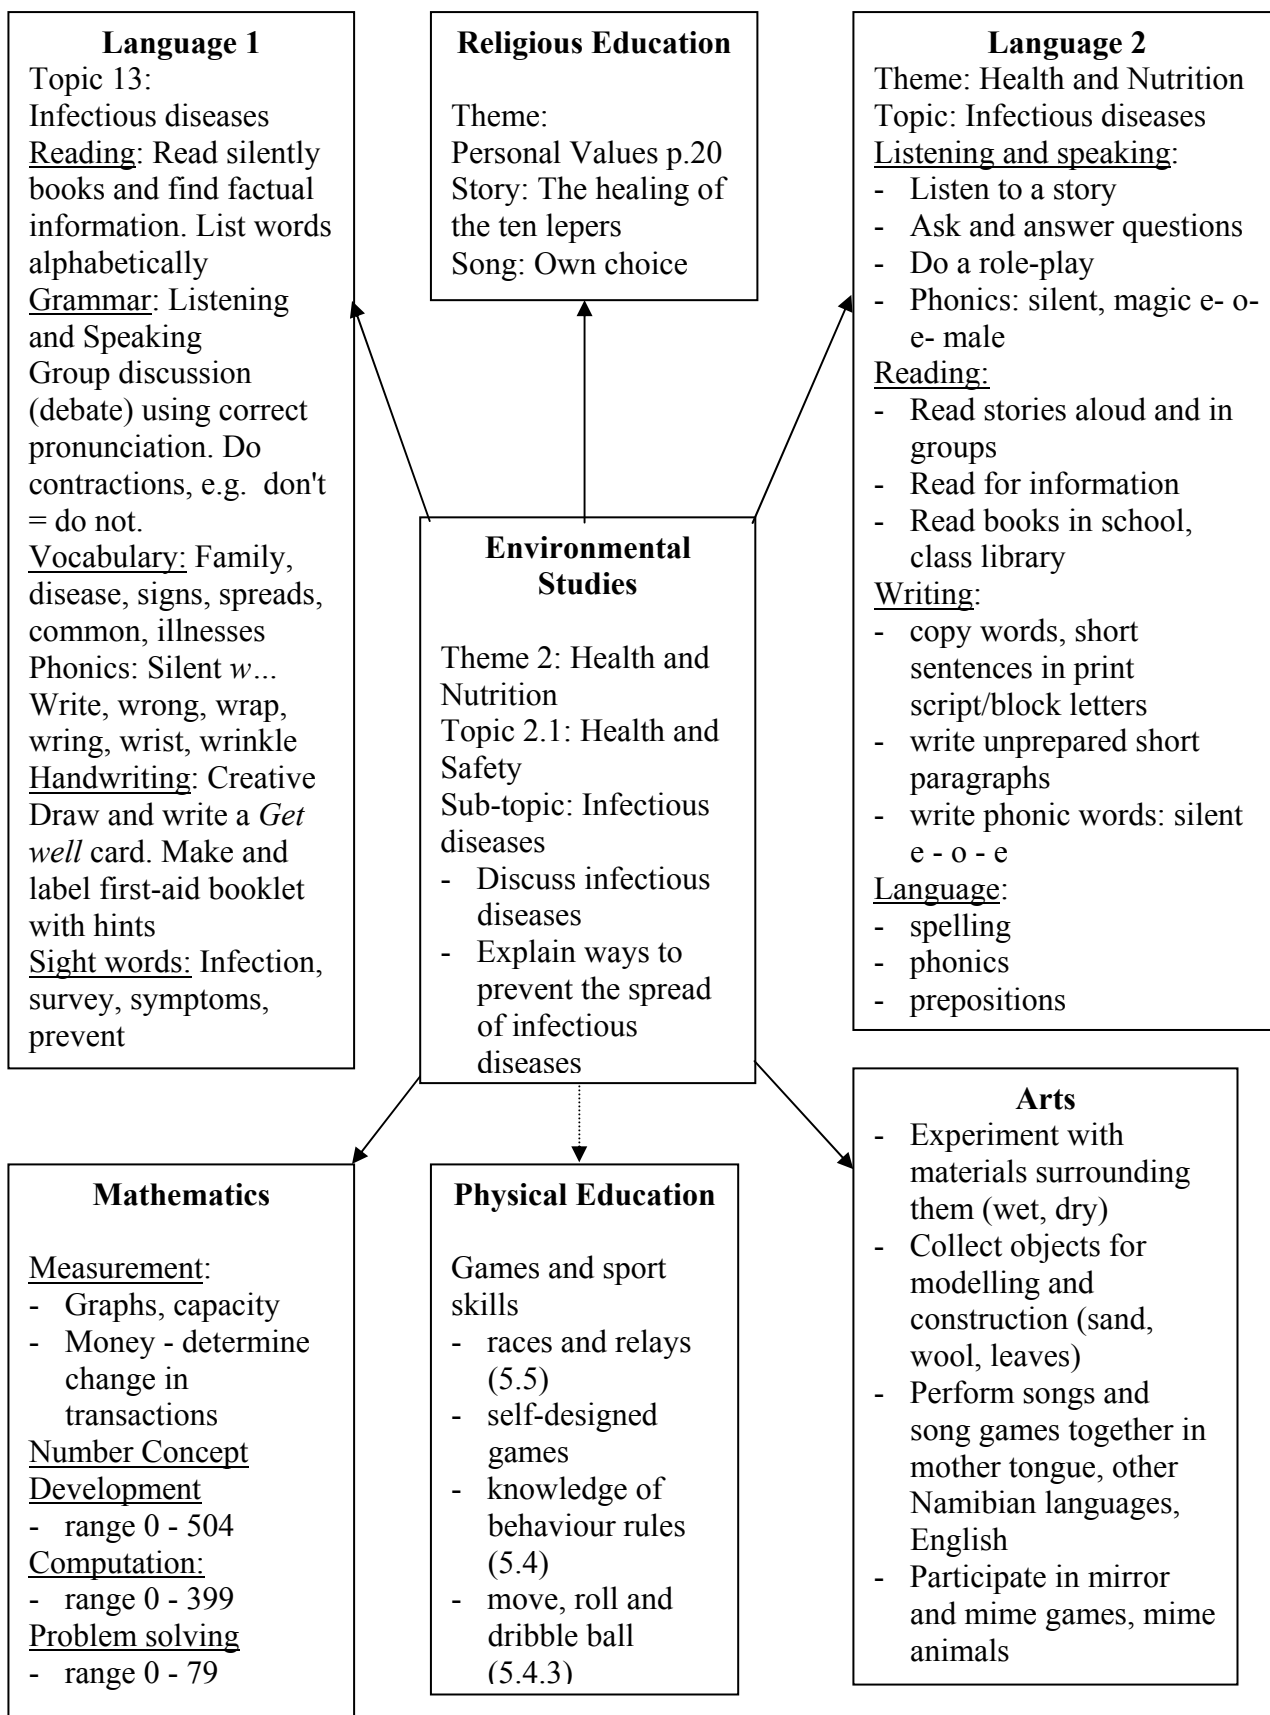 Language 1
Topic 13:
Infectious diseases
Reading: Read silently
books and find factual
information. List words
alphabetically
Grammar: Listening
and Speaking
Group discussion
(debate) using correct
pronunciation. Do
contractions, e.g.  don't
= do not.
Vocabulary: Family,
disease, signs, spreads,
common, illnesses
Phonics: Silent w…
Write, wrong, wrap,
wring, wrist, wrinkle
Handwriting: Creative
Draw and write a Get
well card. Make and
label first-aid booklet
with hints
Sight words: Infection,
survey, symptoms,
prevent
Religious Education
Theme:
Personal Values p.20
Story: The healing of
the ten lepers
Song: Own choice
Language 2
Theme: Health and Nutrition
Topic: Infectious diseases
Listening and speaking:
- Listen to a story
- Ask and answer questions
- Do a role-play
- Phonics: silent, magic e- o-
e- male
Reading:
- Read stories aloud and in
groups
- Read for information
- Read books in school,
class library
Writing:
- copy words, short
sentences in print
script/block letters
- write unprepared short
paragraphs
- write phonic words: silent
e - o - e
Language:
- spelling
- phonics
- prepositions
Environmental
Studies
Theme 2: Health and
Nutrition
Topic 2.1: Health and
Safety
Sub-topic: Infectious
diseases
- Discuss infectious
diseases
- Explain ways to
prevent the spread
of infectious
diseases
Mathematics
Measurement:
- Graphs, capacity
- Money - determine
change in
transactions
Number Concept
Development
- range 0 - 504
Computation:
- range 0 - 399
Problem solving
- range 0 - 79
Physical Education
Games and sport
skills
- races and relays
(5.5)
- self-designed
games
- knowledge of
behaviour rules
(5.4)
- move, roll and
dribble ball
(5.4.3)
Arts
- Experiment with
materials surrounding
them (wet, dry)
- Collect objects for
modelling and
construction (sand,
wool, leaves)
- Perform songs and
song games together in
mother tongue, other
Namibian languages,
English
- Participate in mirror
and mime games, mime
animals